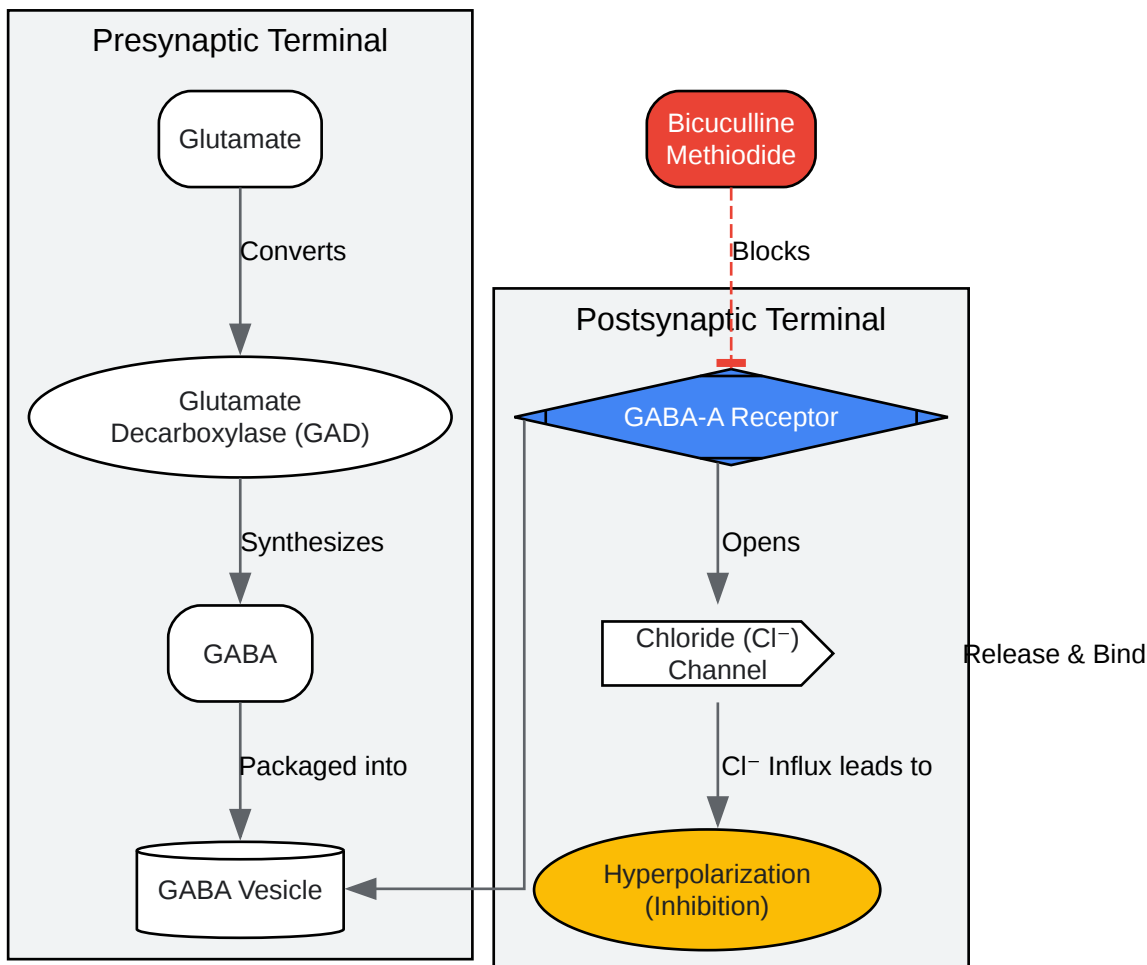 Presynaptic Terminal
Glutamate
Converts
Glutamate
Decarboxylase (GAD)
Synthesizes
GABA
Packaged into
GABA Vesicle
Bicuculline
Methiodide
Blocks
Postsynaptic Terminal
GABA-A Receptor
Opens
Chloride (Cl⁻)
Channel
Release & Bind
Cl⁻ Influx leads to
Hyperpolarization
(Inhibition)